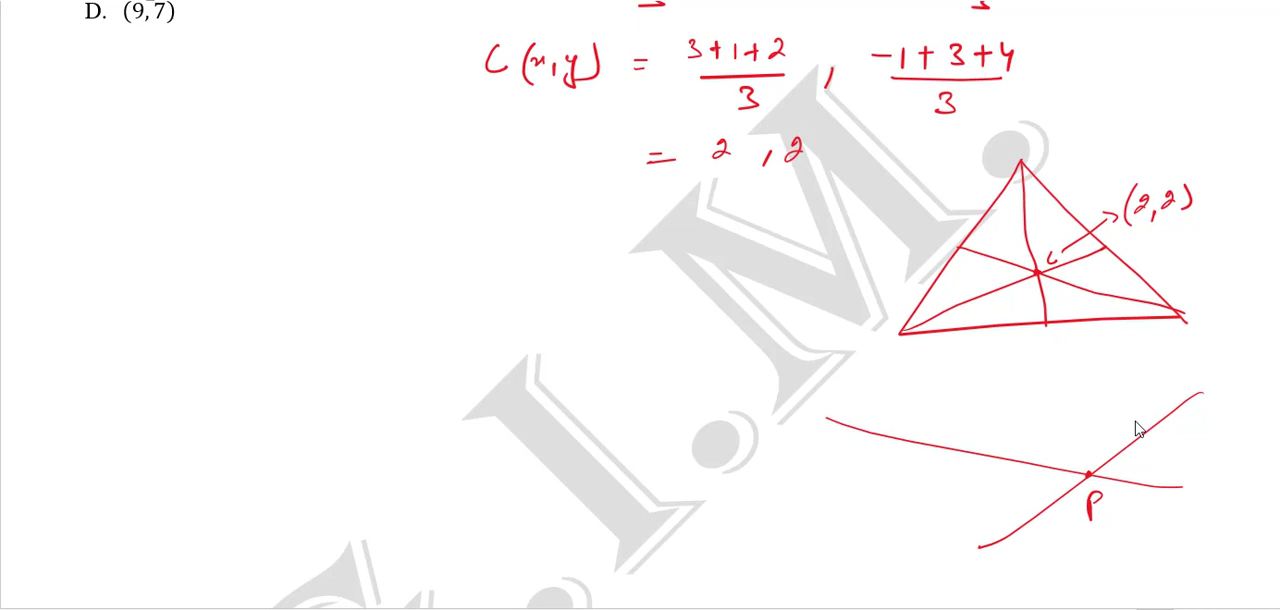 D. (9,7)
C(x,y) = 3+1+2/3 , -1+3+4/3
= 2 , 2
(2,2)
C
P